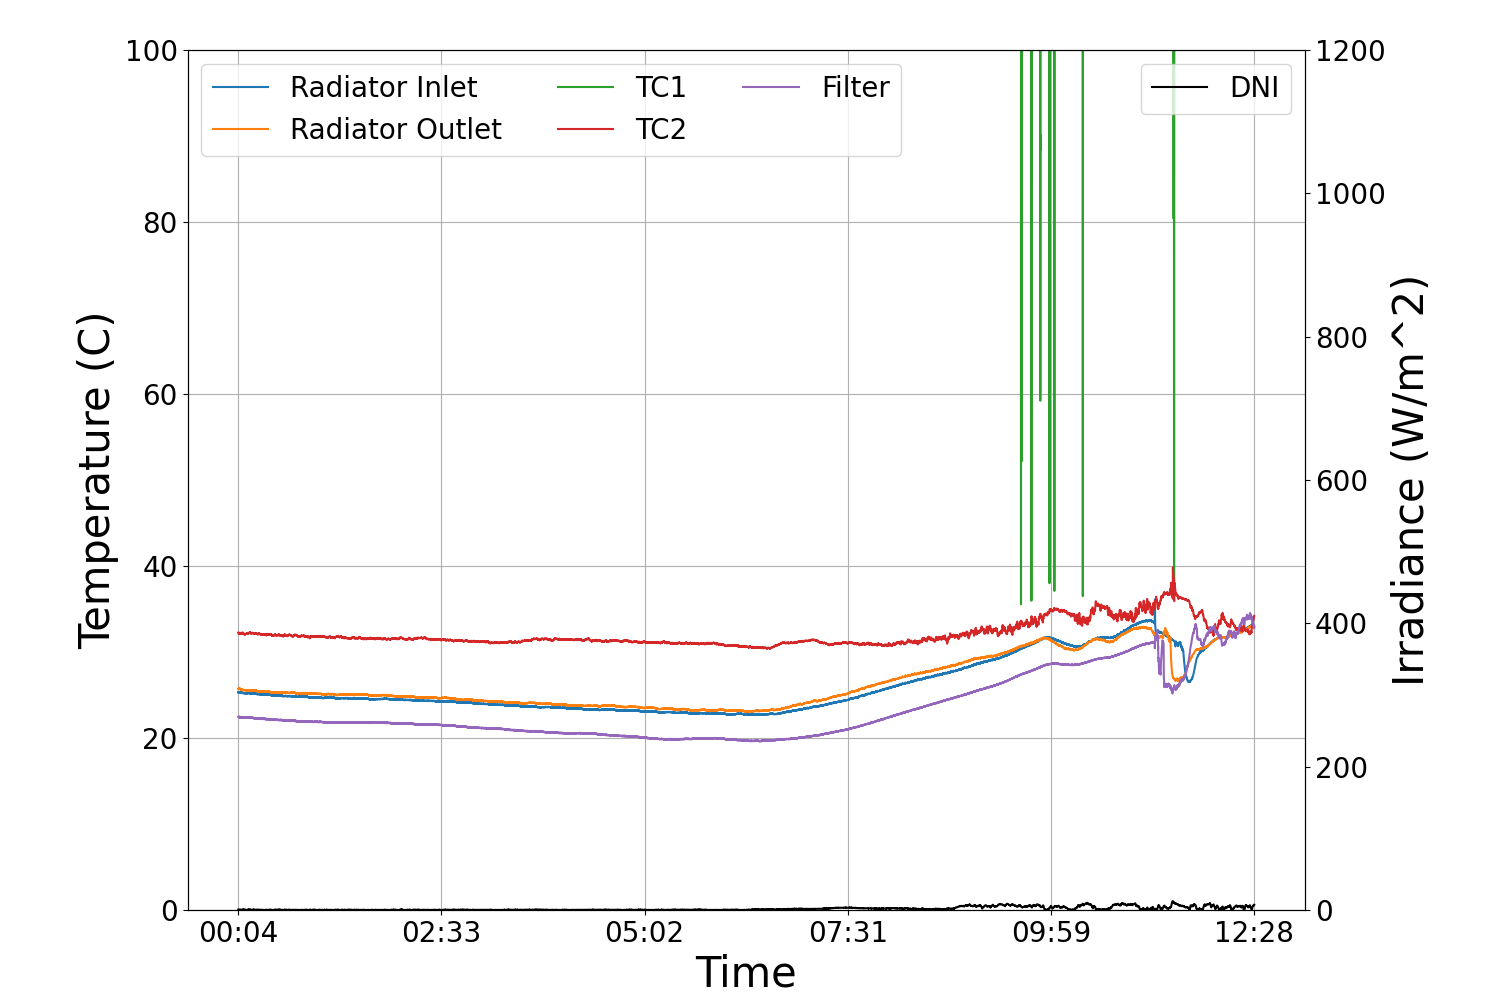 Radiator Inlet
Radiator Outlet
TC1
TC2
Filter
DNI
Temperature (C)
100
80
60
40
20
0
Irradiance (W/m^2)
1200
1000
800
600
400
200
0
00:04 02:33 05:02 07:31 09:59 12:28
Time